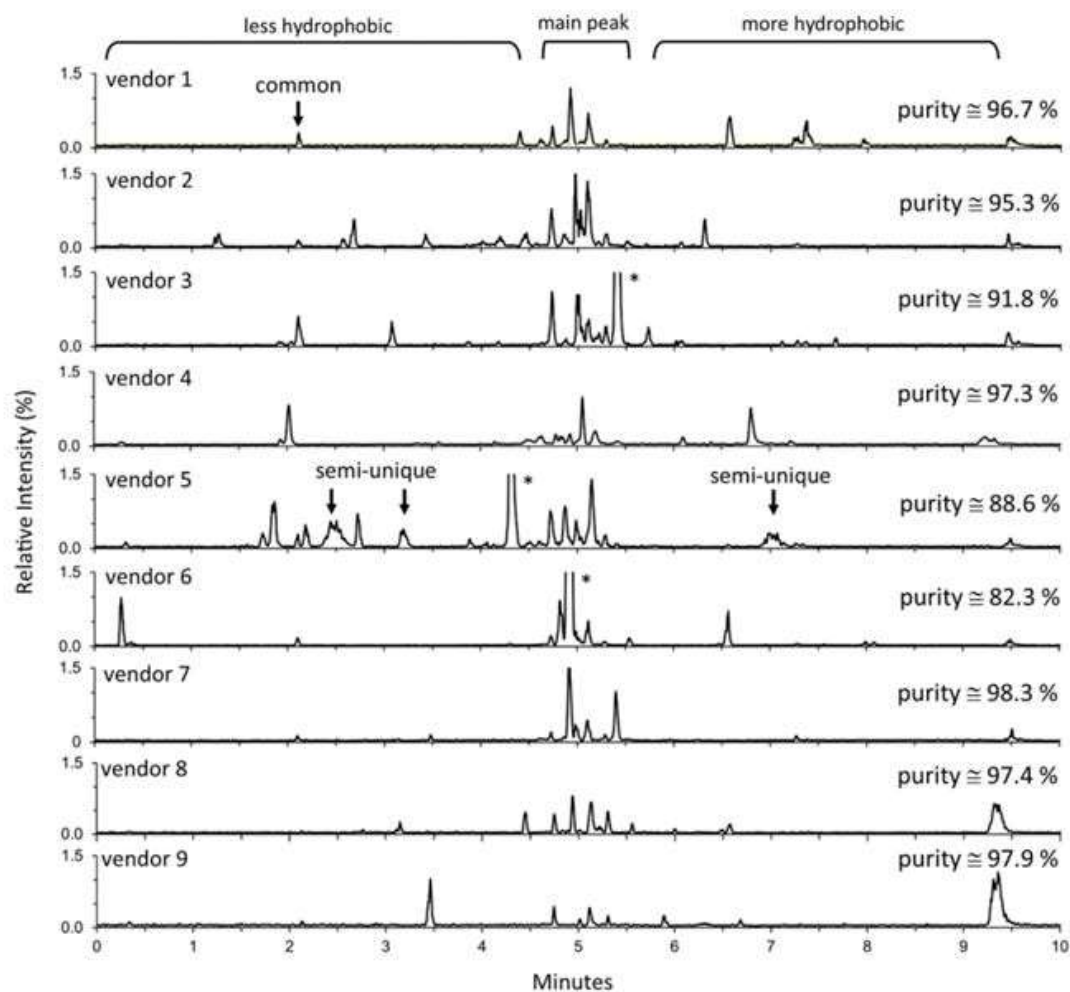 less hydrophobic main peak more hydrophobic
1.5 vendor 1 common purity ≅ 96.7 %
0.0
1.5 vendor 2 purity ≅ 95.3 %
0.0
1.5 vendor 3 * purity ≅ 91.8 %
0.0
1.5 vendor 4 purity ≅ 97.3 %
0.0
1.5 vendor 5 semi-unique * semi-unique purity ≅ 88.6 %
0.0
1.5 vendor 6 * purity ≅ 82.3 %
0.0
1.5 vendor 7 purity ≅ 98.3 %
0
1.5 vendor 8 purity ≅ 97.4 %
0.0
1.5 vendor 9 purity ≅ 97.9 %
0.0
0 1 2 3 4 5 6 7 8 9 10
Minutes
Relative Intensity (%)